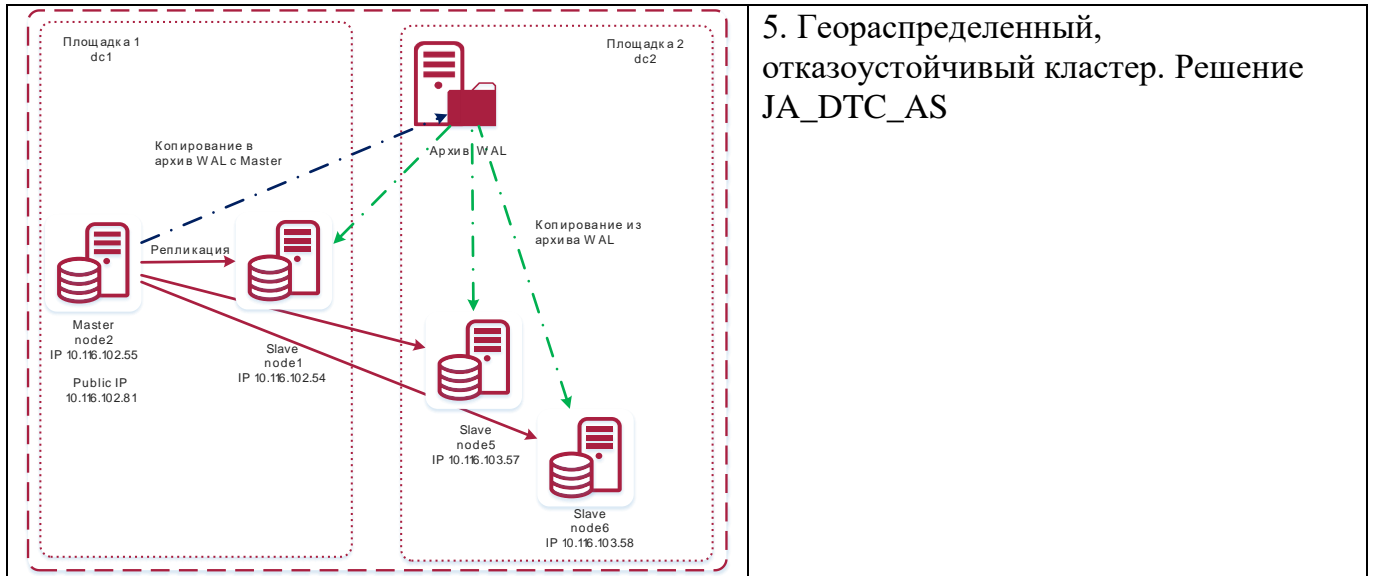 Площадка 1
dc1
Площадка 2
dc2
Копирование в
архив WAL с Master
Архив WAL
Копирование из
архива WAL
Репликация
Master
node2
IP 10.116.102.55
Public IP
10.116.102.81
Slave
node1
IP 10.116.102.54
Slave
node5
IP 10.116.103.57
Slave
node6
IP 10.116.103.58
5. Геораспределенный,
отказоустойчивый кластер. Решение
JA_DTC_AS